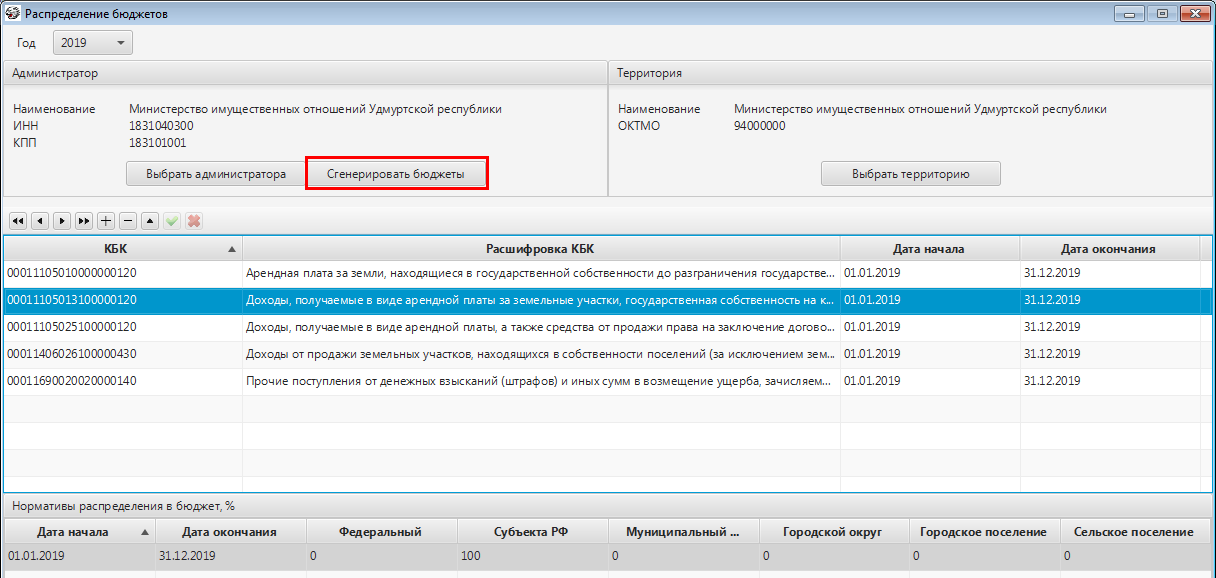 Распределение бюджетов
Год 2019
Администратор
Территория
Наименование Министерство имущественных отношений Удмуртской республики
ИНН 1831040300
КПП 183101001
Выбрать администратора Сгенерировать бюджеты
Наименование Министерство имущественных отношений Удмуртской республики
ОКТМО 94000000
Выбрать территорию
КБК Расшифровка КБК Дата начала Дата окончания
00011105010000000120 Арендная плата за земли, находящиеся в государственной собственности до разграничения государстве... 01.01.2019 31.12.2019
00011105013100000120 Доходы, получаемые в виде арендной платы за земельные участки, государственная собственность на к... 01.01.2019 31.12.2019
00011105025100000120 Доходы, получаемые в виде арендной платы, а также средства от продажи права на заключение догово... 01.01.2019 31.12.2019
00011406026100000430 Доходы от продажи земельных участков, находящихся в собственности поселений (за исключением зем... 01.01.2019 31.12.2019
00011690020020000140 Прочие поступления от денежных взысканий (штрафов) и иных сумм в возмещение ущерба, зачисляем... 01.01.2019 31.12.2019
Нормативы распределения в бюджет, %
Дата начала Дата окончания Федеральный Субъекта РФ Муниципальный ... Городской округ Городское поселение Сельское поселение
01.01.2019 31.12.2019 0 100 0 0 0 0